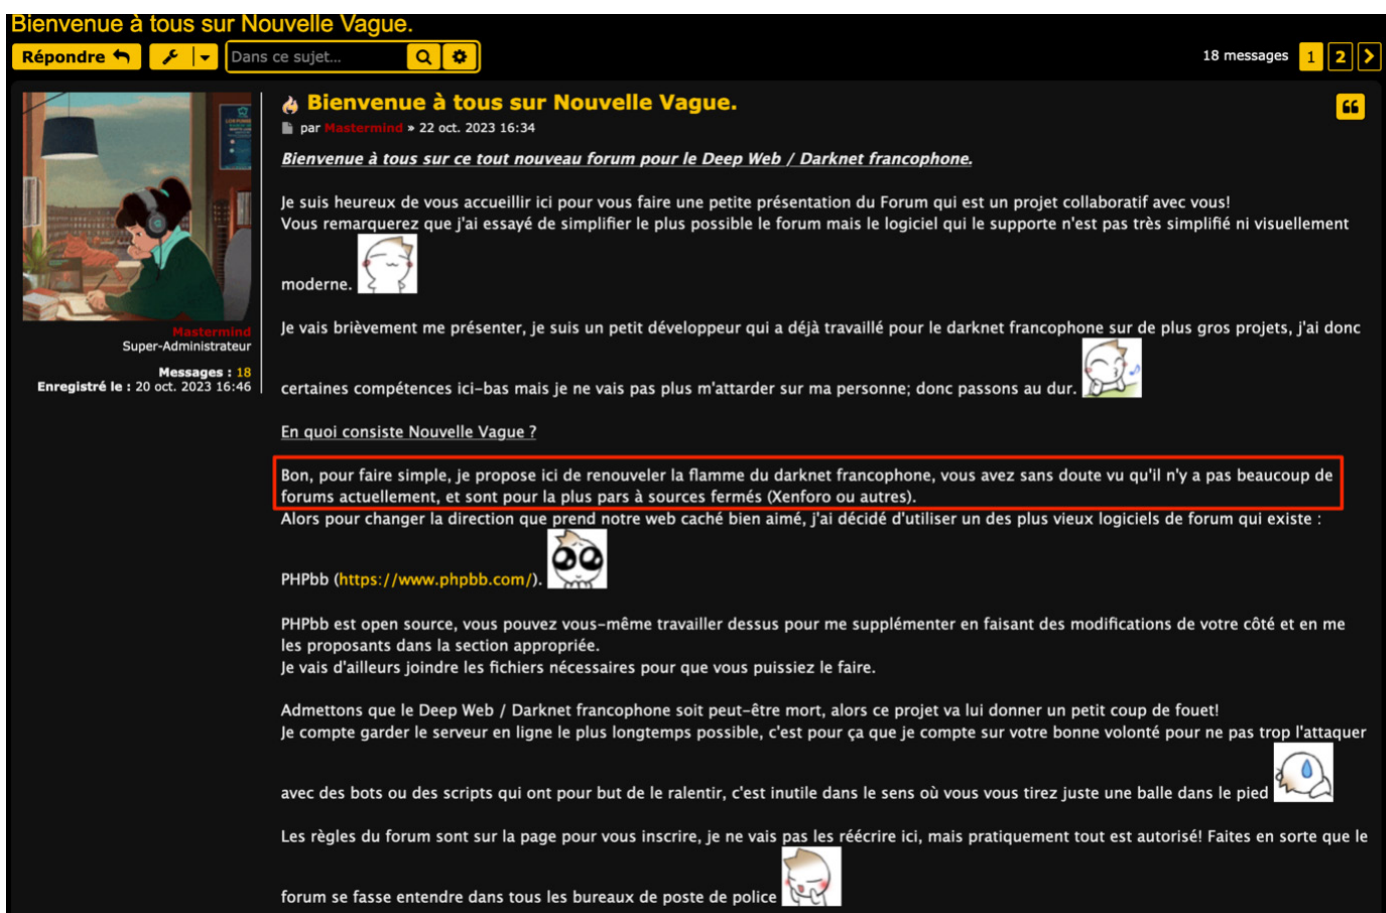 Bienvenue à tous sur Nouvelle Vague.
Répondre
Dans ce sujet...
18 messages 1 2
Bienvenue à tous sur Nouvelle Vague.
par Mastermind » 22 oct. 2023 16:34
Mastermind
Super-Administrateur
Messages : 18
Enregistré le : 20 oct. 2023 16:46
Bienvenue à tous sur ce tout nouveau forum pour le Deep Web / Darknet francophone.
Je suis heureux de vous accueillir ici pour vous faire une petite présentation du Forum qui est un projet collaboratif avec vous!
Vous remarquerez que j'ai essayé de simplifier le plus possible le forum mais le logiciel qui le supporte n'est pas très simplifié ni visuellement
moderne.
Je vais brièvement me présenter, je suis un petit développeur qui a déjà travaillé pour le darknet francophone sur de plus gros projets, j'ai donc
certaines compétences ici-bas mais je ne vais pas plus m'attarder sur ma personne; donc passons au dur.
En quoi consiste Nouvelle Vague ?
Bon, pour faire simple, je propose ici de renouveler la flamme du darknet francophone, vous avez sans doute vu qu'il n'y a pas beaucoup de
forums actuellement, et sont pour la plus pars à sources fermés (Xenforo ou autres).
Alors pour changer la direction que prend notre web caché bien aimé, j'ai décidé d'utiliser un des plus vieux logiciels de forum qui existe :
PHPbb (https://www.phpbb.com/).
PHPbb est open source, vous pouvez vous-même travailler dessus pour me supplémenter en faisant des modifications de votre côté et en me
les proposants dans la section appropriée.
Je vais d'ailleurs joindre les fichiers nécessaires pour que vous puissiez le faire.
Admettons que le Deep Web / Darknet francophone soit peut-être mort, alors ce projet va lui donner un petit coup de fouet!
Je compte garder le serveur en ligne le plus longtemps possible, c'est pour ça que je compte sur votre bonne volonté pour ne pas trop l'attaquer
avec des bots ou des scripts qui ont pour but de le ralentir, c'est inutile dans le sens où vous vous tirez juste une balle dans le pied
Les règles du forum sont sur la page pour vous inscrire, je ne vais pas les réécrire ici, mais pratiquement tout est autorisé! Faites en sorte que le
forum se fasse entendre dans tous les bureaux de poste de police